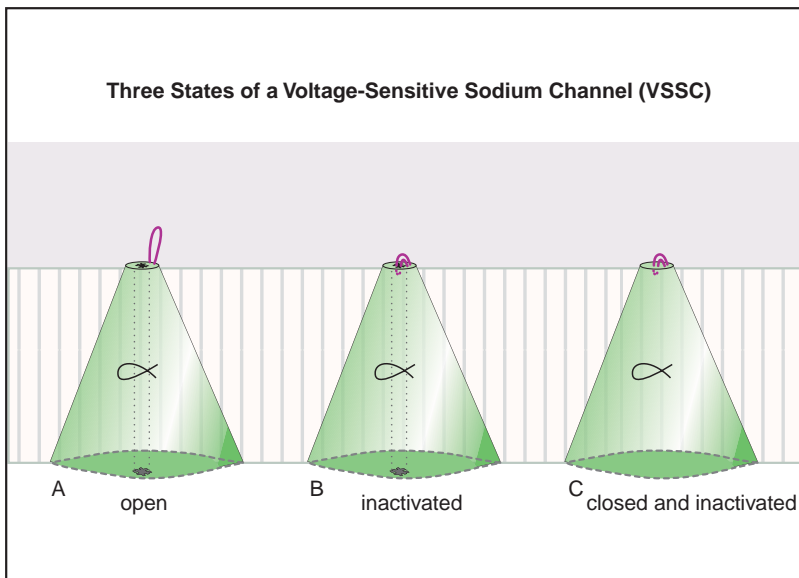 Three States of a Voltage-Sensitive Sodium Channel (VSSC)
α α α
A B C
open inactivated closed and inactivated